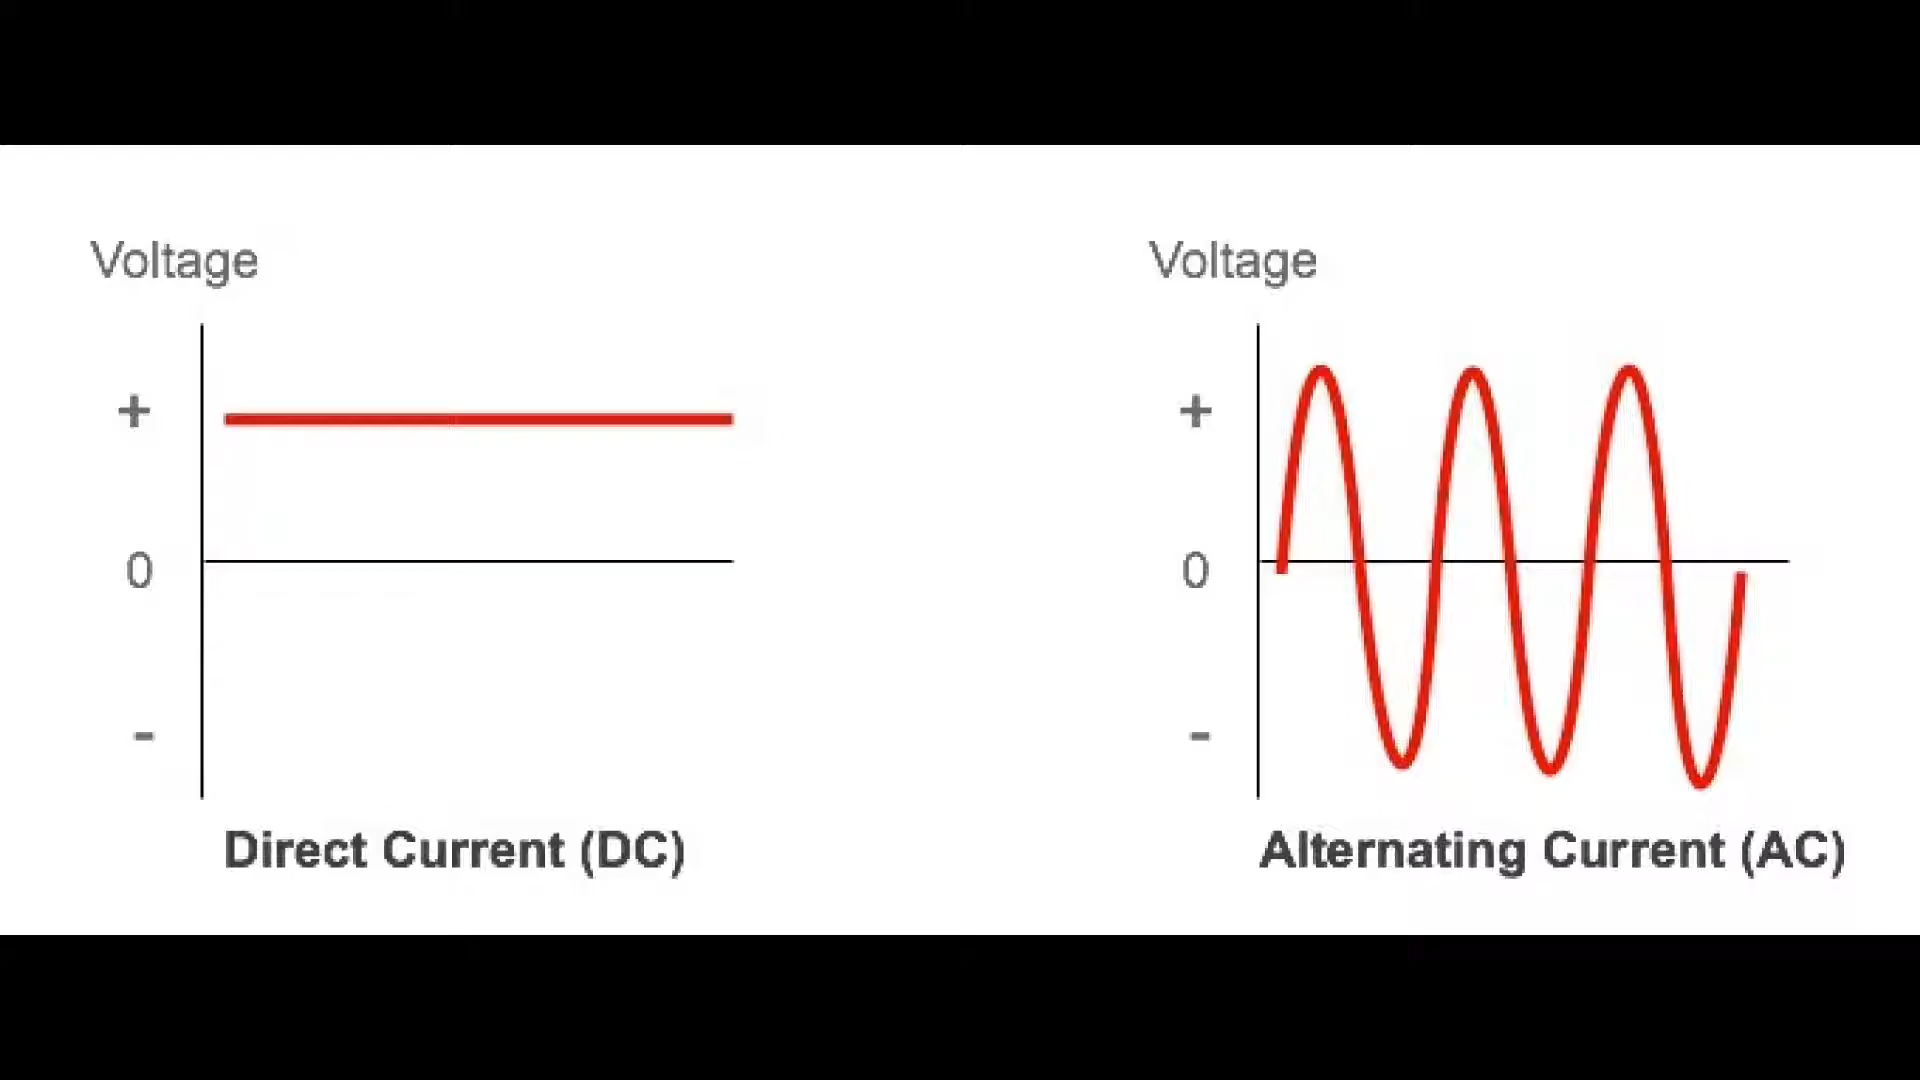 Voltage
+
0
-
Direct Current (DC)
Voltage
+
0
-
Alternating Current (AC)